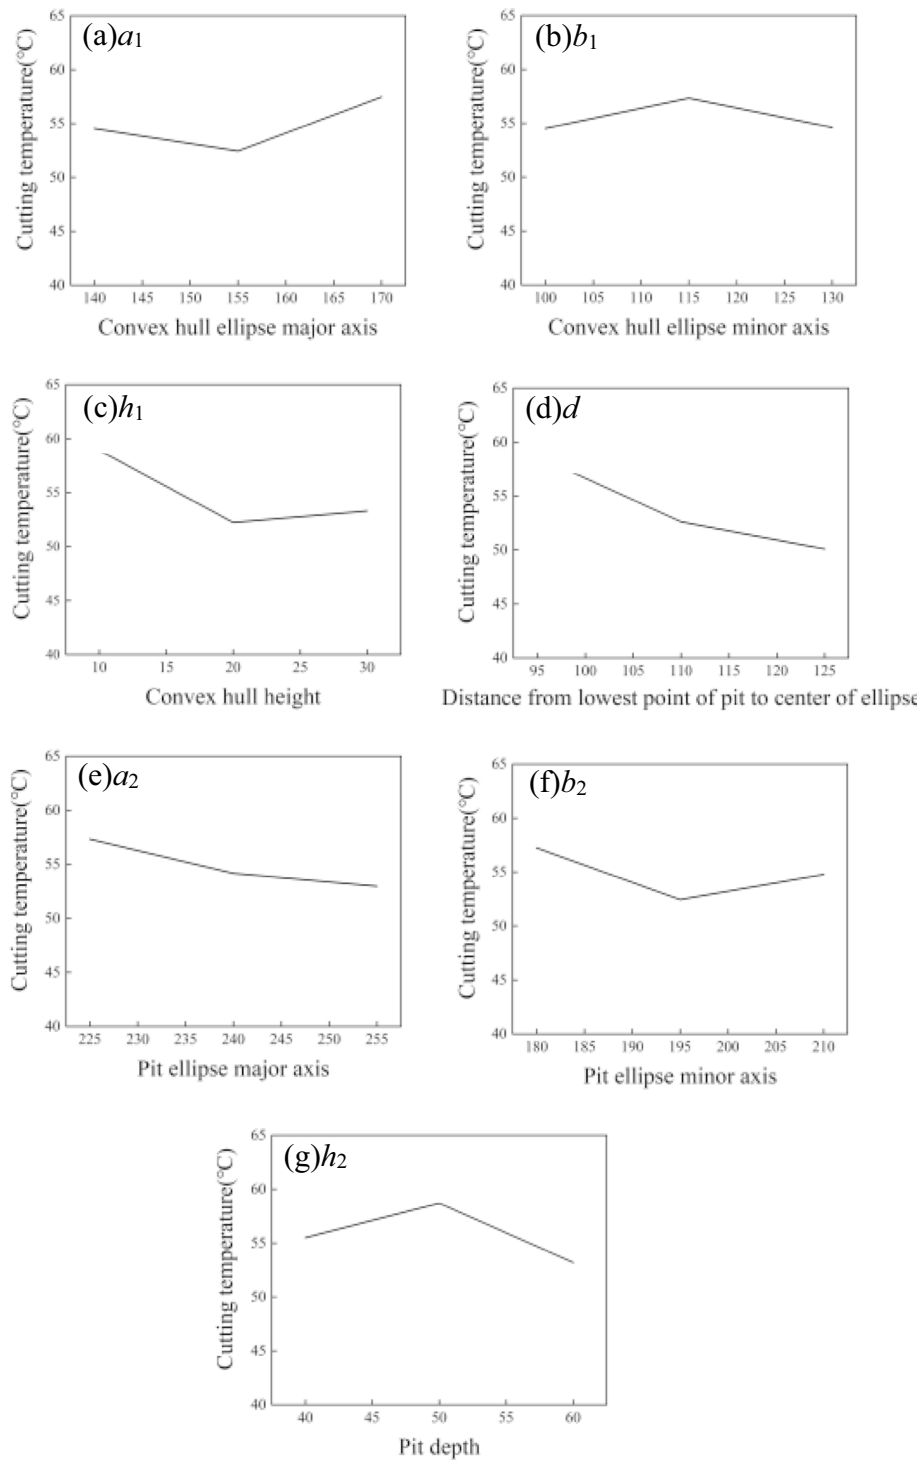 (a)a1
65
60
55
50
45
40
Cutting temperature(°C)
140 145 150 155 160 165 170
Convex hull ellipse major axis
(b)b1
65
60
55
50
45
40
Cutting temperature(°C)
100 105 110 115 120 125 130
Convex hull ellipse minor axis
(c)h1
65
60
55
50
45
40
Cutting temperature(°C)
10 15 20 25 30
Convex hull height
(d)d
65
60
55
50
45
40
Cutting temperature(°C)
95 100 105 110 115 120 125
Distance from lowest point of pit to center of ellipse
(e)a2
65
60
55
50
45
40
Cutting temperature(°C)
225 230 235 240 245 250 255
Pit ellipse major axis
(f)b2
65
60
55
50
45
40
Cutting temperature(°C)
180 185 190 195 200 205 210
Pit ellipse minor axis
(g)h2
65
60
55
50
45
40
Cutting temperature(°C)
40 45 50 55 60
Pit depth